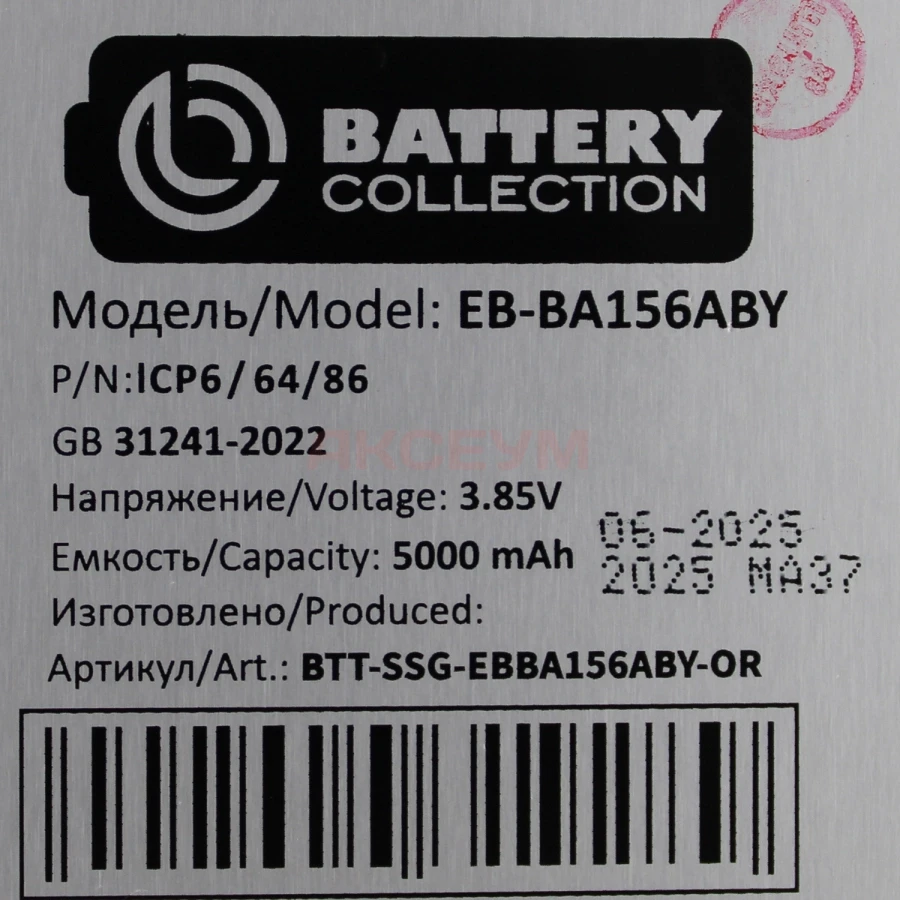 BATTERY
COLLECTION
Модель/Model: EB-BA156ABY
P/N:ICP6/64/86
GB 31241-2022
АКСЕУМ
Напряжение/Voltage: 3.85V
06-2025
Емкость/Capacity: 5000 mAh
2025 MA37
Изготовлено/Produced:
Артикул/Art.: BTT-SSG-EBBA156ABY-OR